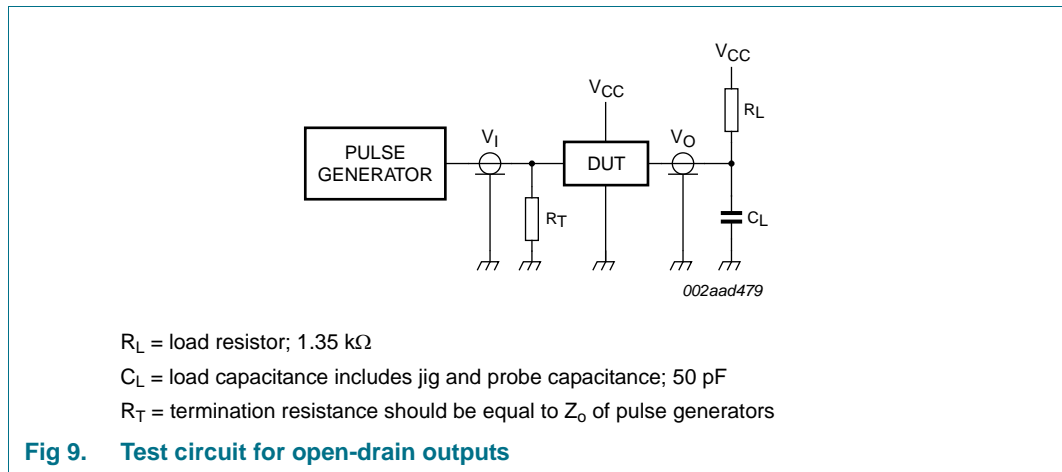 VCC
VCC
RL
VI
VO
PULSE
GENERATOR
DUT
RT
CL
002aad479
RL = load resistor; 1.35 kΩ
CL = load capacitance includes jig and probe capacitance; 50 pF
RT = termination resistance should be equal to Zo of pulse generators
Fig 9. Test circuit for open-drain outputs